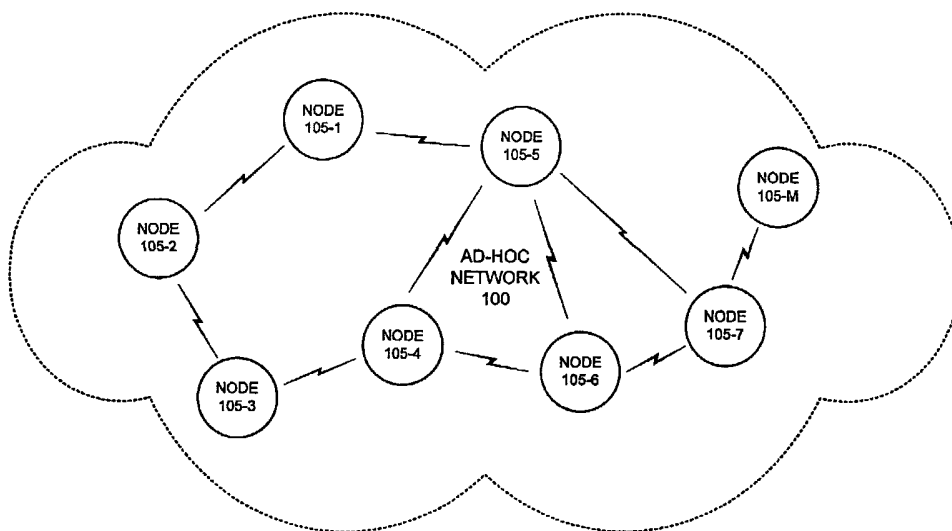 NODE
105-1
NODE
105-5
NODE
105-M
NODE
105-2
AD-HOC
NETWORK
100
NODE
105-4
NODE
105-7
NODE
105-3
NODE
105-6